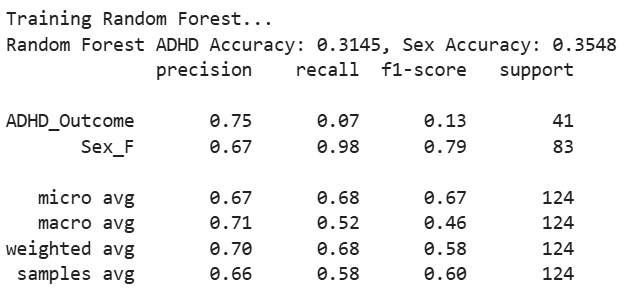 Training Random Forest...
Random Forest ADHD Accuracy: 0.3145, Sex Accuracy: 0.3548
precision recall f1-score support
ADHD_Outcome 0.75 0.07 0.13 41
Sex_F 0.67 0.98 0.79 83
micro avg 0.67 0.68 0.67 124
macro avg 0.71 0.52 0.46 124
weighted avg 0.70 0.68 0.58 124
samples avg 0.66 0.58 0.60 124